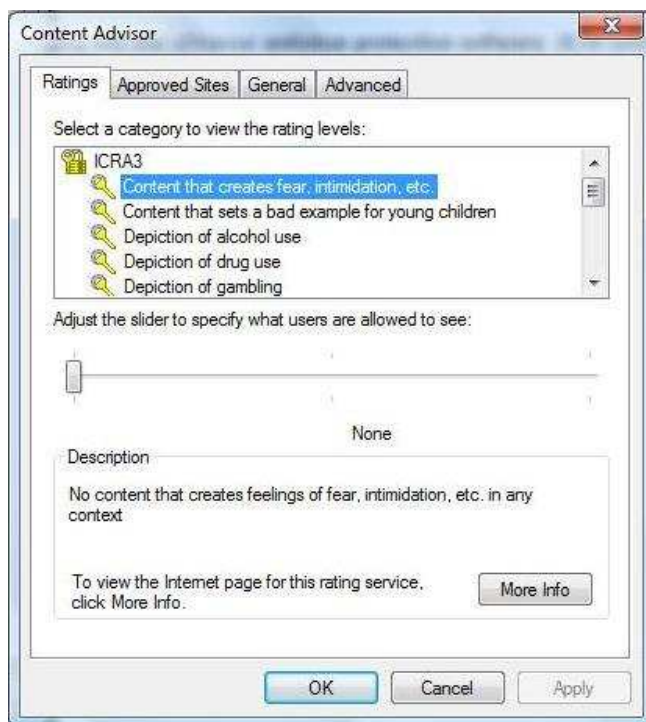 Content Advisor
Ratings Approved Sites General Advanced
Select a category to view the rating levels:
ICRA3
Content that creates fear, intimidation, etc.
Content that sets a bad example for young children
Depiction of alcohol use
Depiction of drug use
Depiction of gambling
Adjust the slider to specify what users are allowed to see:
None
Description
No content that creates feelings of fear, intimidation, etc. in any
context
To view the Internet page for this rating service,
click More Info.
More Info
OK Cancel Apply